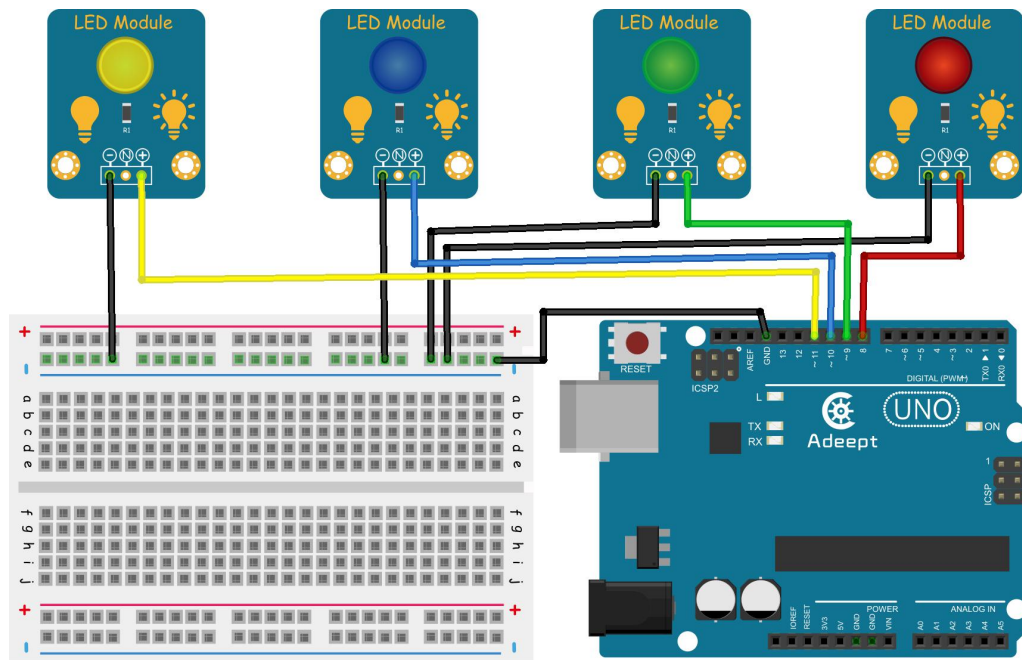 LED Module
R1
- N +
LED Module
R1
- N +
LED Module
R1
- N +
LED Module
R1
- N +
+ +
- -
a a
b b
c c
d d
e e
f f
g g
h h
i i
j j
+ +
- -
RESET
ICSP2
AREF
GND
13
12
~11
~10
~9
8
7
~6
~5
4
~3
2
TX0 ▶ 1
RX0 ◀ 0
DIGITAL (PWM~)
L
TX
RX
Adeept
UNO
ON
1
ICSP
POWER
ANALOG IN
IOREF
RESET
3V3
5V
GND
GND
VIN
A0
A1
A2
A3
A4
A5